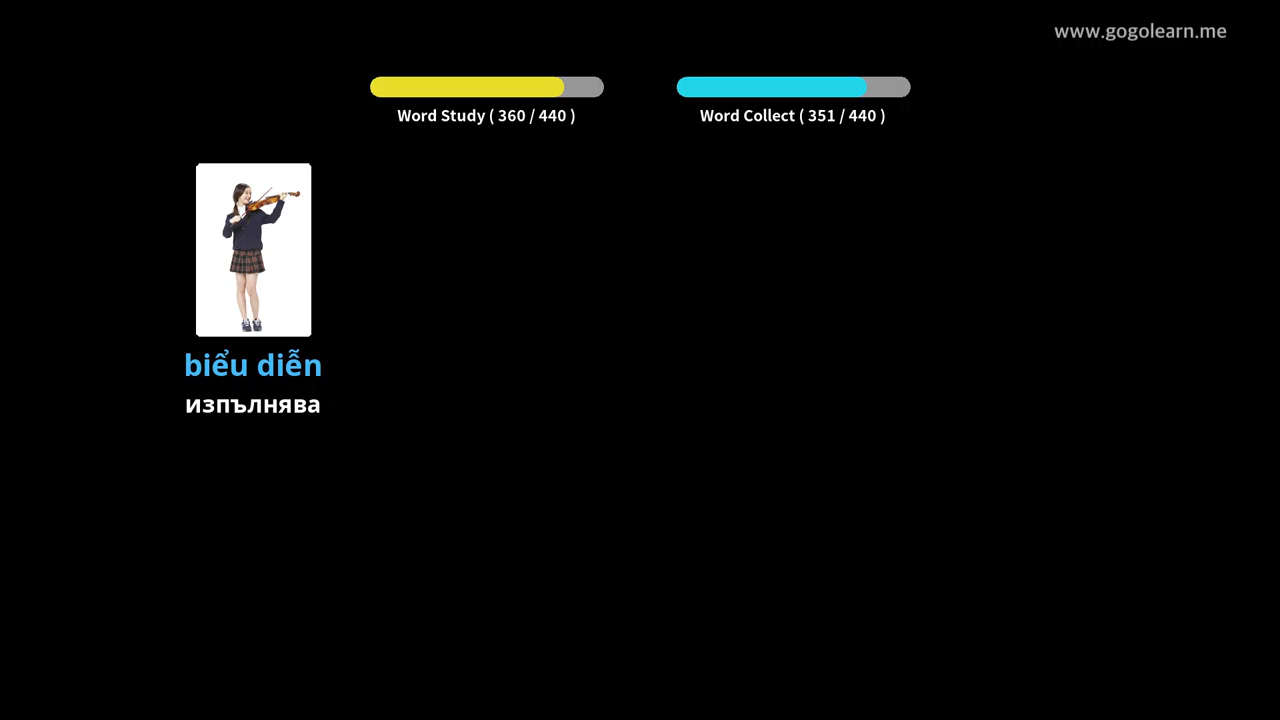 www.gogolearn.me
Word Study ( 360 / 440 )
Word Collect ( 351 / 440 )
biểu diễn
изпълнява